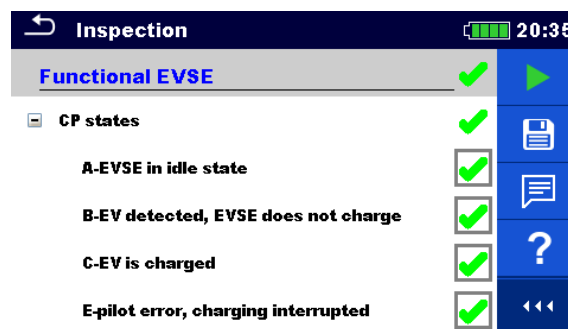 Inspection
20:35
Functional EVSE
CP states
A-EVSE in idle state
B-EV detected, EVSE does not charge
C-EV is charged
E-pilot error, charging interrupted
?